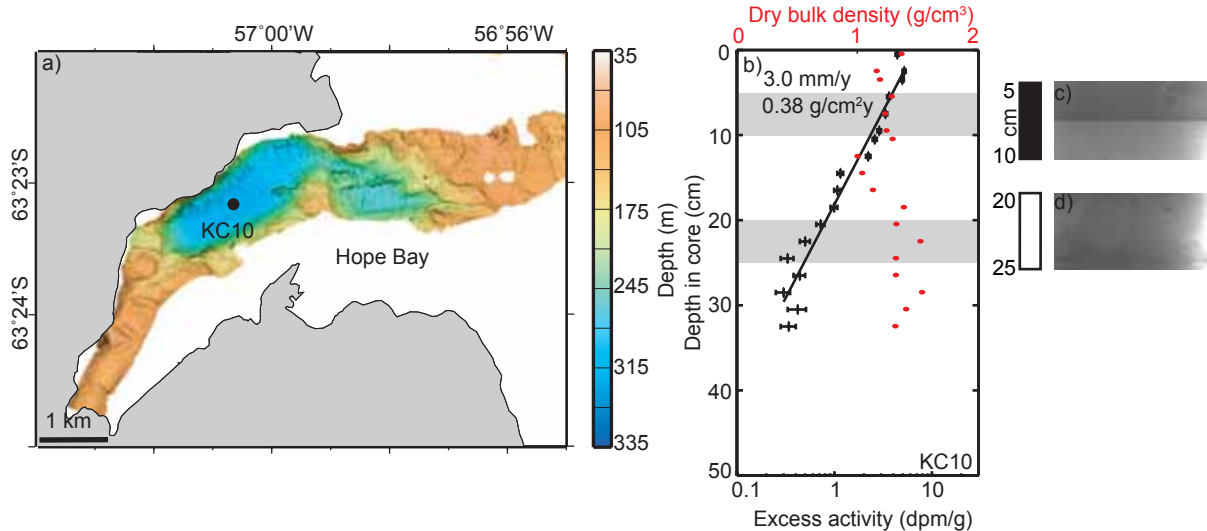 57°00'W
56°56'W
a)
63°23'S
63°24'S
KC10
Hope Bay
1 km
35
105
175
245
315
335
Depth (m)
Dry bulk density (g/cm³)
0
1
2
b)
3.0 mm/y
0.38 g/cm²y
0
10
20
30
40
50
Depth in core (cm)
KC10
0.1
1
10
Excess activity (dpm/g)
5
cm
10
c)
20
25
d)